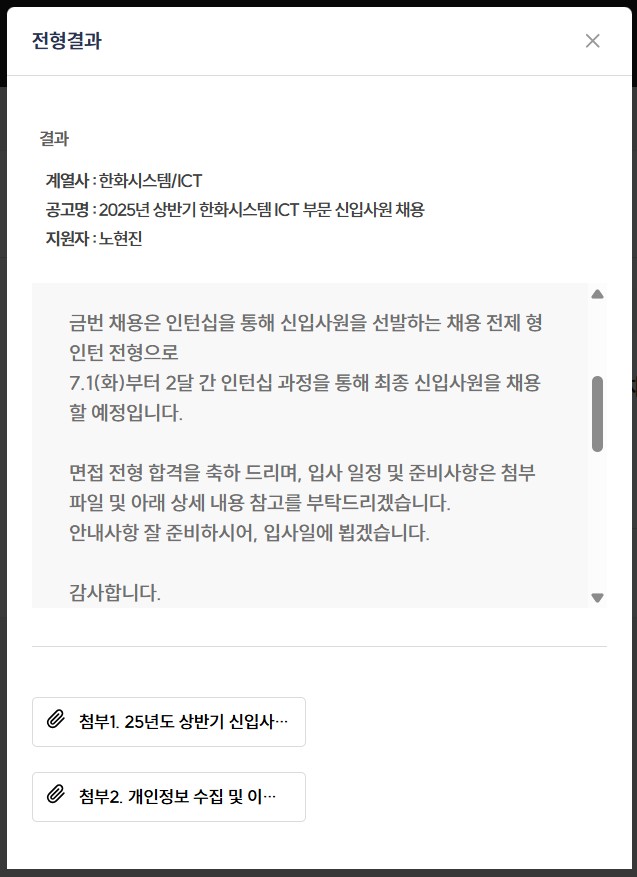 전형결과
결과
계열사 : 한화시스템/ICT
공고명 : 2025년 상반기 한화시스템 ICT 부문 신입사원 채용
지원자 : 노현진
금번 채용은 인턴십을 통해 신입사원을 선발하는 채용 전제 형
인턴 전형으로
7.1(화)부터 2달 간 인턴십 과정을 통해 최종 신입사원을 채용
할 예정입니다.
면접 전형 합격을 축하 드리며, 입사 일정 및 준비사항은 첨부
파일 및 아래 상세 내용 참고를 부탁드리겠습니다.
안내사항 잘 준비하시어, 입사일에 뵙겠습니다.
감사합니다.
첨부1. 25년도 상반기 신입사…
첨부2. 개인정보 수집 및 이…